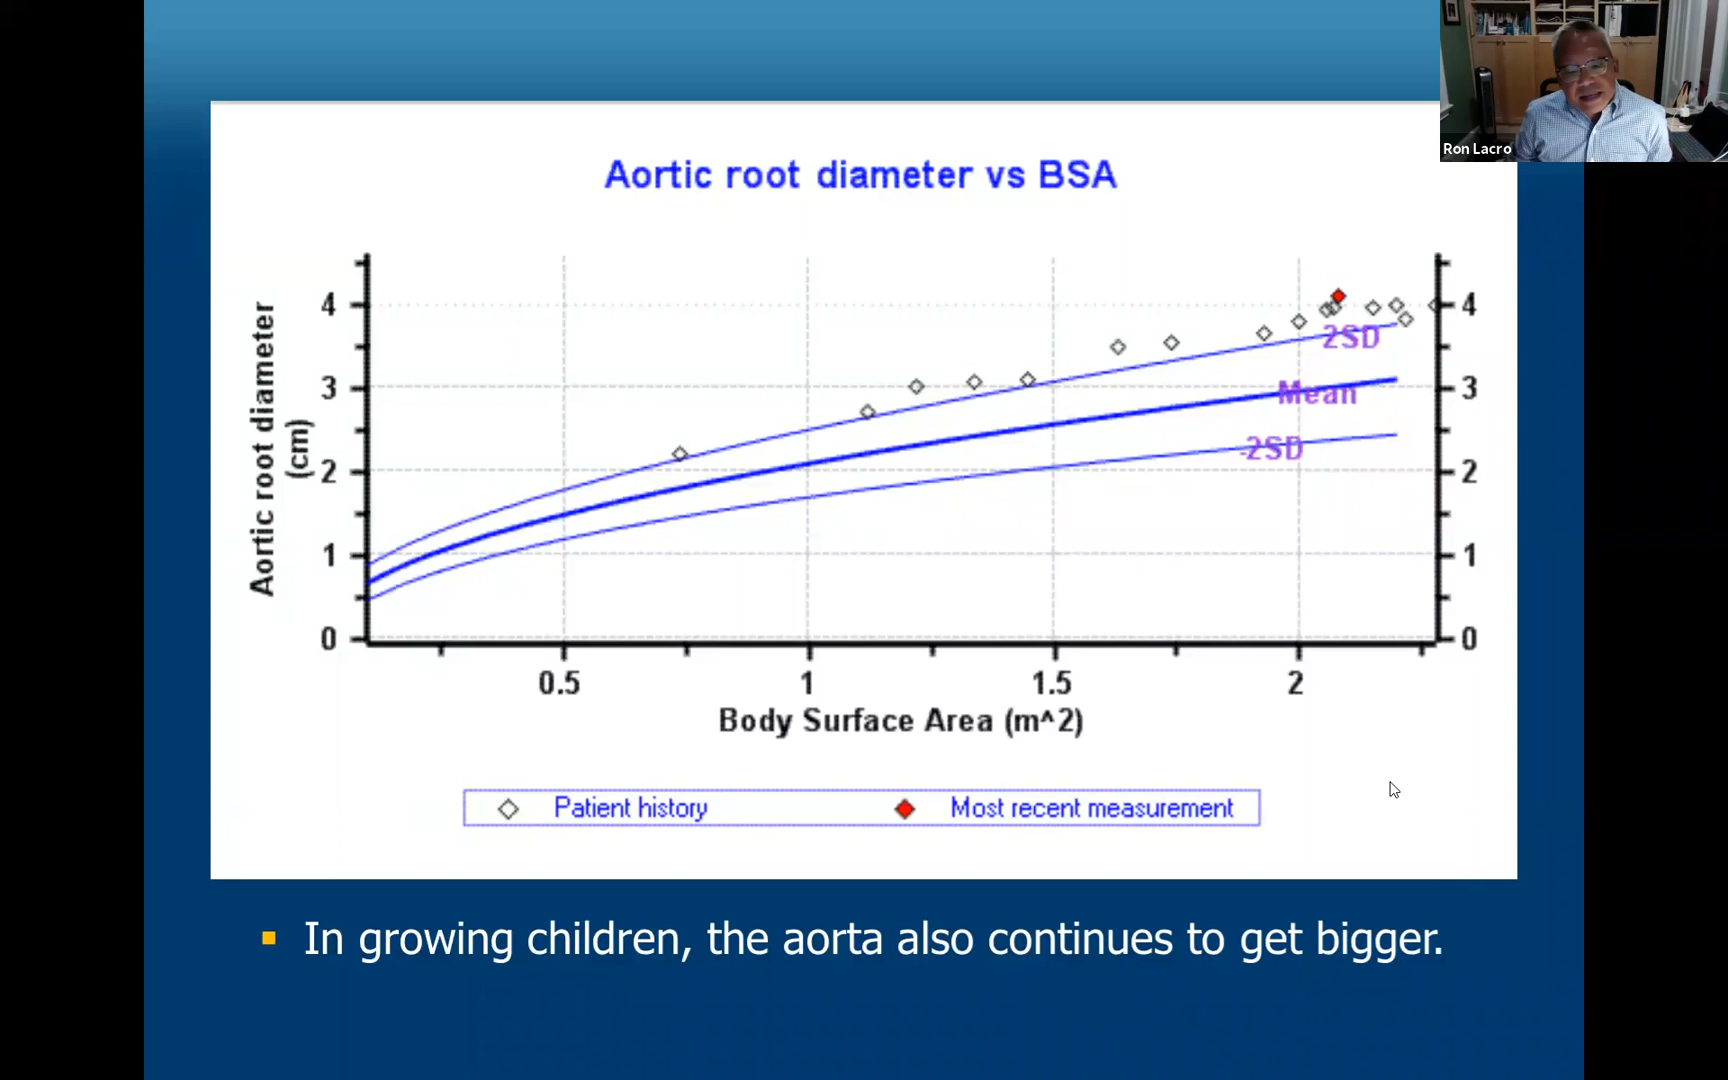 Ron Lacro
Aortic root diameter vs BSA
Aortic root diameter
(cm)
4
3
2
1
0
2SD
Mean
-2SD
4
3
2
1
0
0.5 1 1.5 2
Body Surface Area (m^2)
Patient history Most recent measurement
In growing children, the aorta also continues to get bigger.